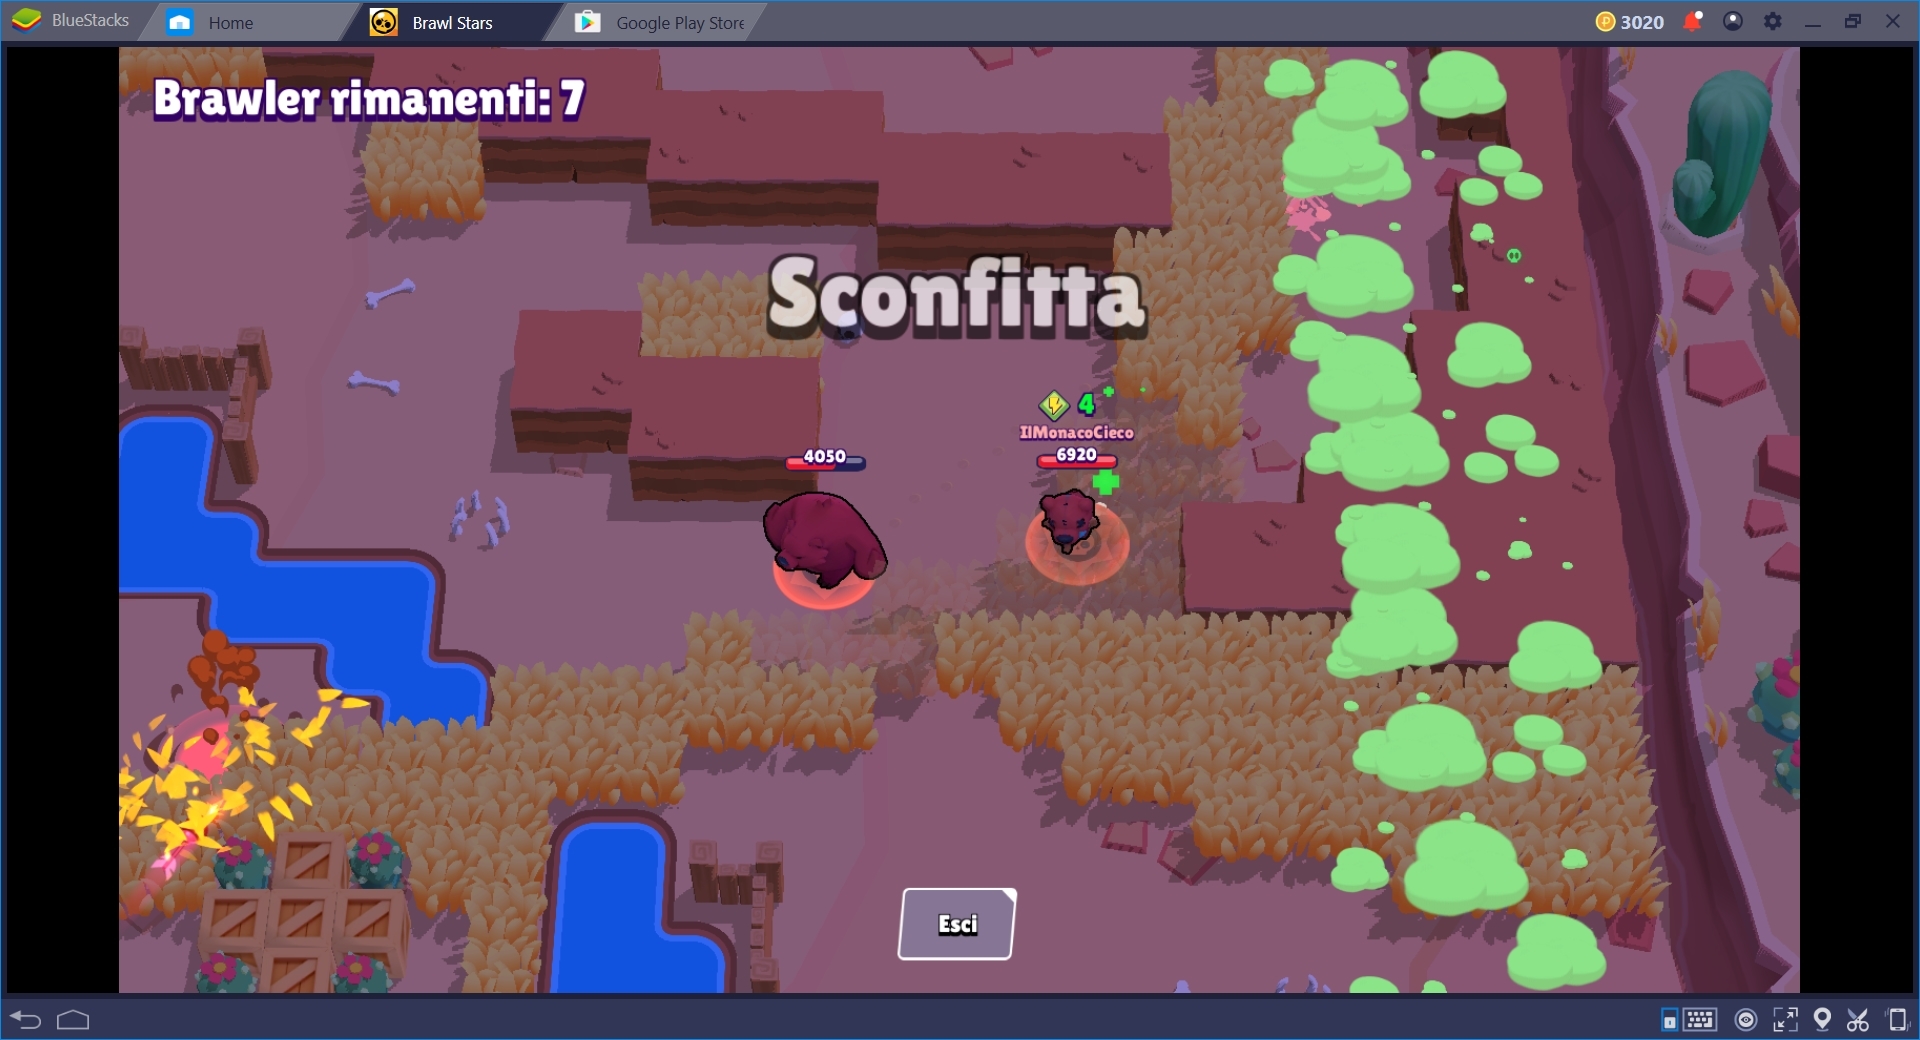 BlueStacks
Home
Brawl Stars
Google Play Store
3020
Brawler rimanenti: 7
Sconfitta
4
IlMonacoCieco
4050
6920
Esci